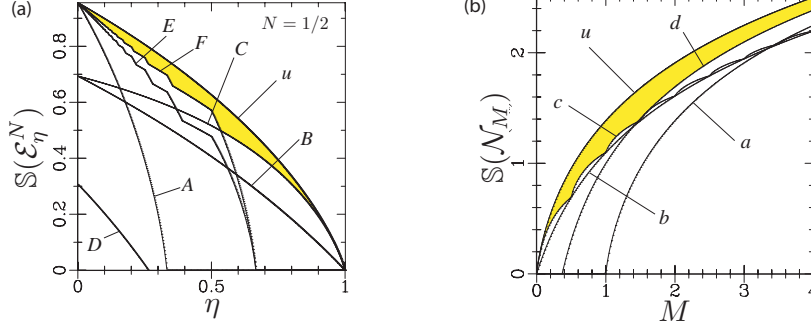 (a)
N = 1/2
𝕊(ℰ_η^N)
0.8
0.6
0.4
0.2
0
E
F
C
u
B
A
D
0
0.5
1
η
(b)
𝕊(𝒩_M)
2
1
0
u
d
c
a
b
0
1
2
3
4
M